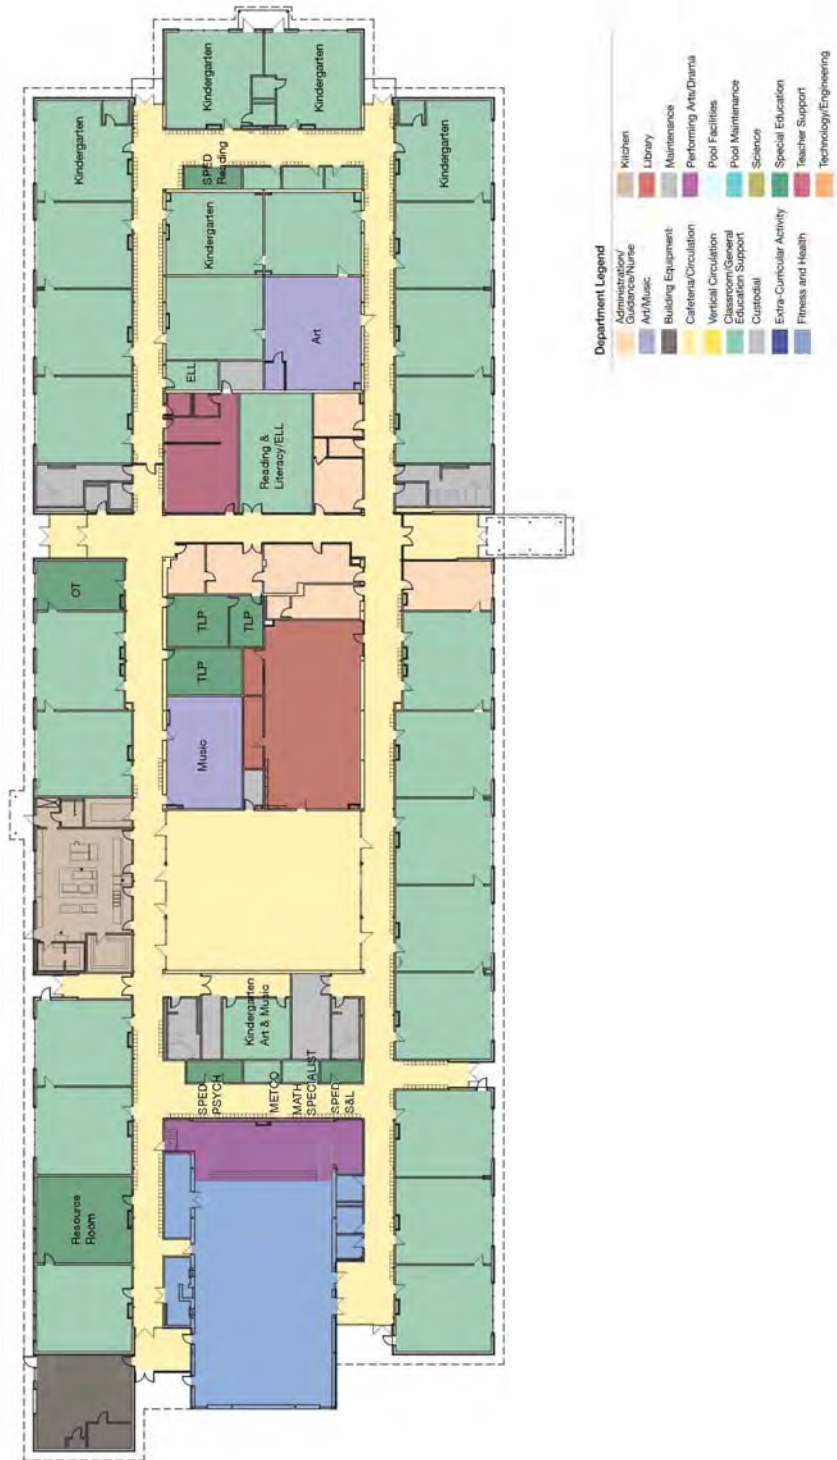 Kindergarten
Kindergarten
Kindergarten
Kindergarten
SPED
Reading
Kindergarten
Art
ELL
Reading &
Literacy/ELL
OT
TLP
TLP
TLP
Music
Kindergarten
Art & Music
SPED
PSYCH
METCO
MATH
SPECIALIST
SPED
S&L
Resource
Room
Department Legend
Administration/
Guidance/Nurse
Art/Music
Building Equipment
Cafeteria/Circulation
Vertical Circulation
Classroom/General
Education Support
Custodial
Extra-Curricular Activity
Fitness and Health
Kitchen
Library
Maintenance
Performing Arts/Drama
Pool Facilities
Pool Maintenance
Science
Special Education
Teacher Support
Technology/Engineering